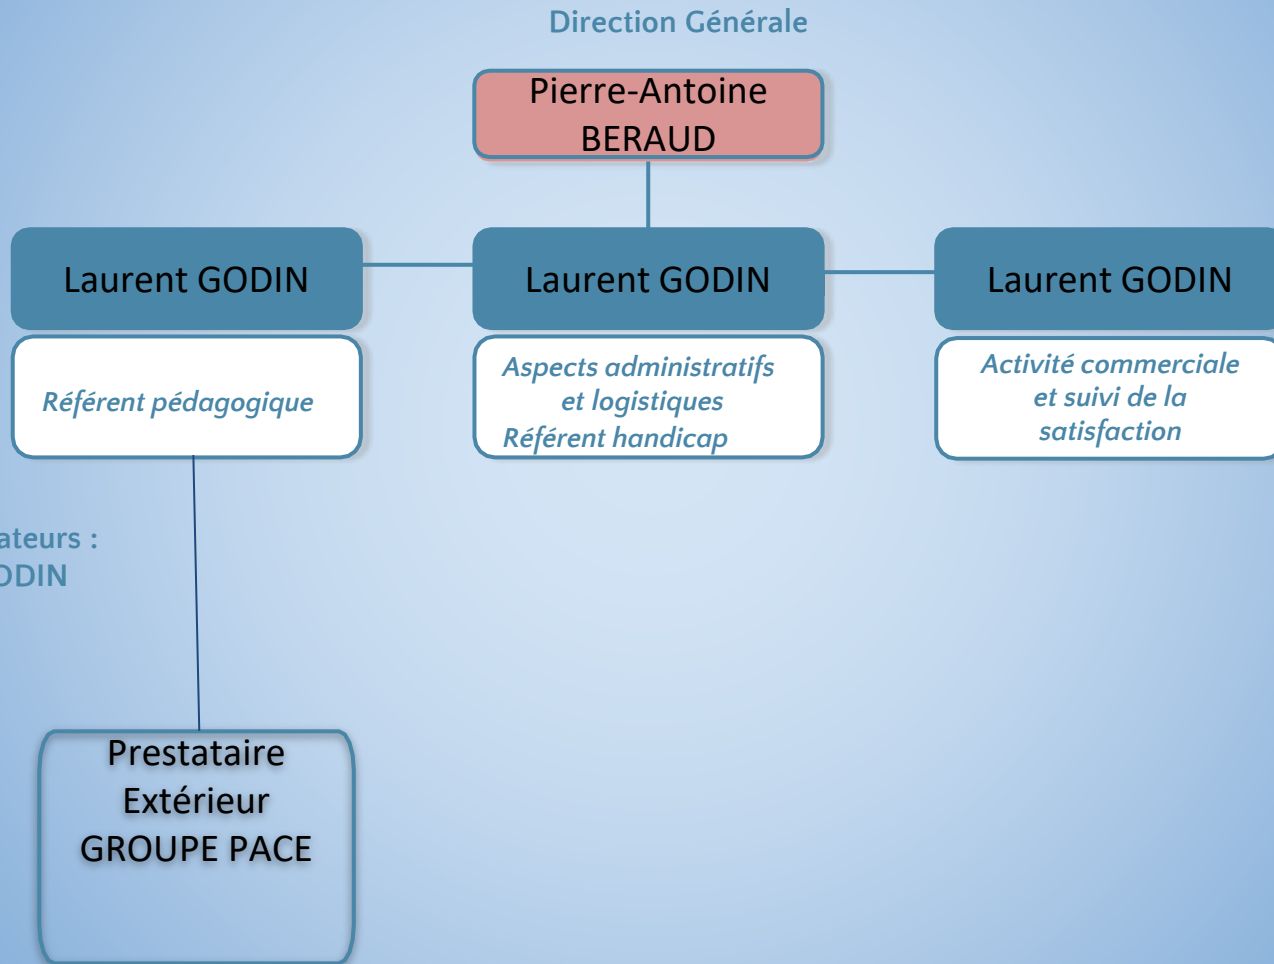 Direction Générale
Pierre-Antoine
BERAUD
Laurent GODIN
Référent pédagogique
Laurent GODIN
Aspects administratifs
et logistiques
Référent handicap
Laurent GODIN
Activité commerciale
et suivi de la
satisfaction
ateurs :
ODIN
Prestataire
Extérieur
GROUPE PACE